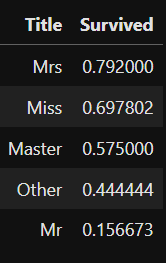 Title Survived
Mrs 0.792000
Miss 0.697802
Master 0.575000
Other 0.444444
Mr 0.156673